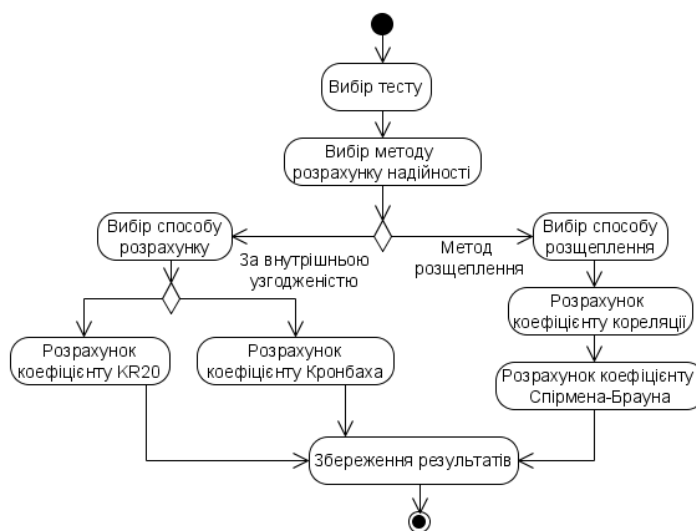 Вибір тесту
Вибір методу
розрахунку надійності
Вибір способу
розрахунку
За внутрішньою
узгодженістю
Метод
розщеплення
Вибір способу
розщеплення
Розрахунок
коефіцієнту кореляції
Розрахунок
коефіцієнту KR20
Розрахунок
коефіцієнту Кронбаха
Розрахунок коефіцієнту
Спірмена-Брауна
Збереження результатів